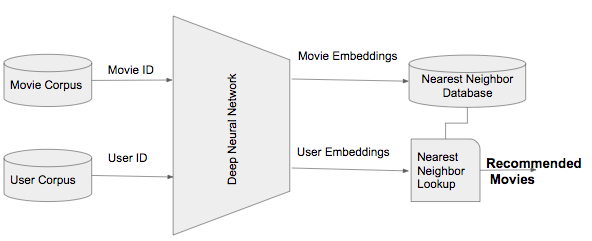 Movie Corpus
Movie ID
User Corpus
User ID
Deep Neural Network
Movie Embeddings
User Embeddings
Nearest Neighbor
Database
Nearest
Neighbor
Lookup
Recommended
Movies